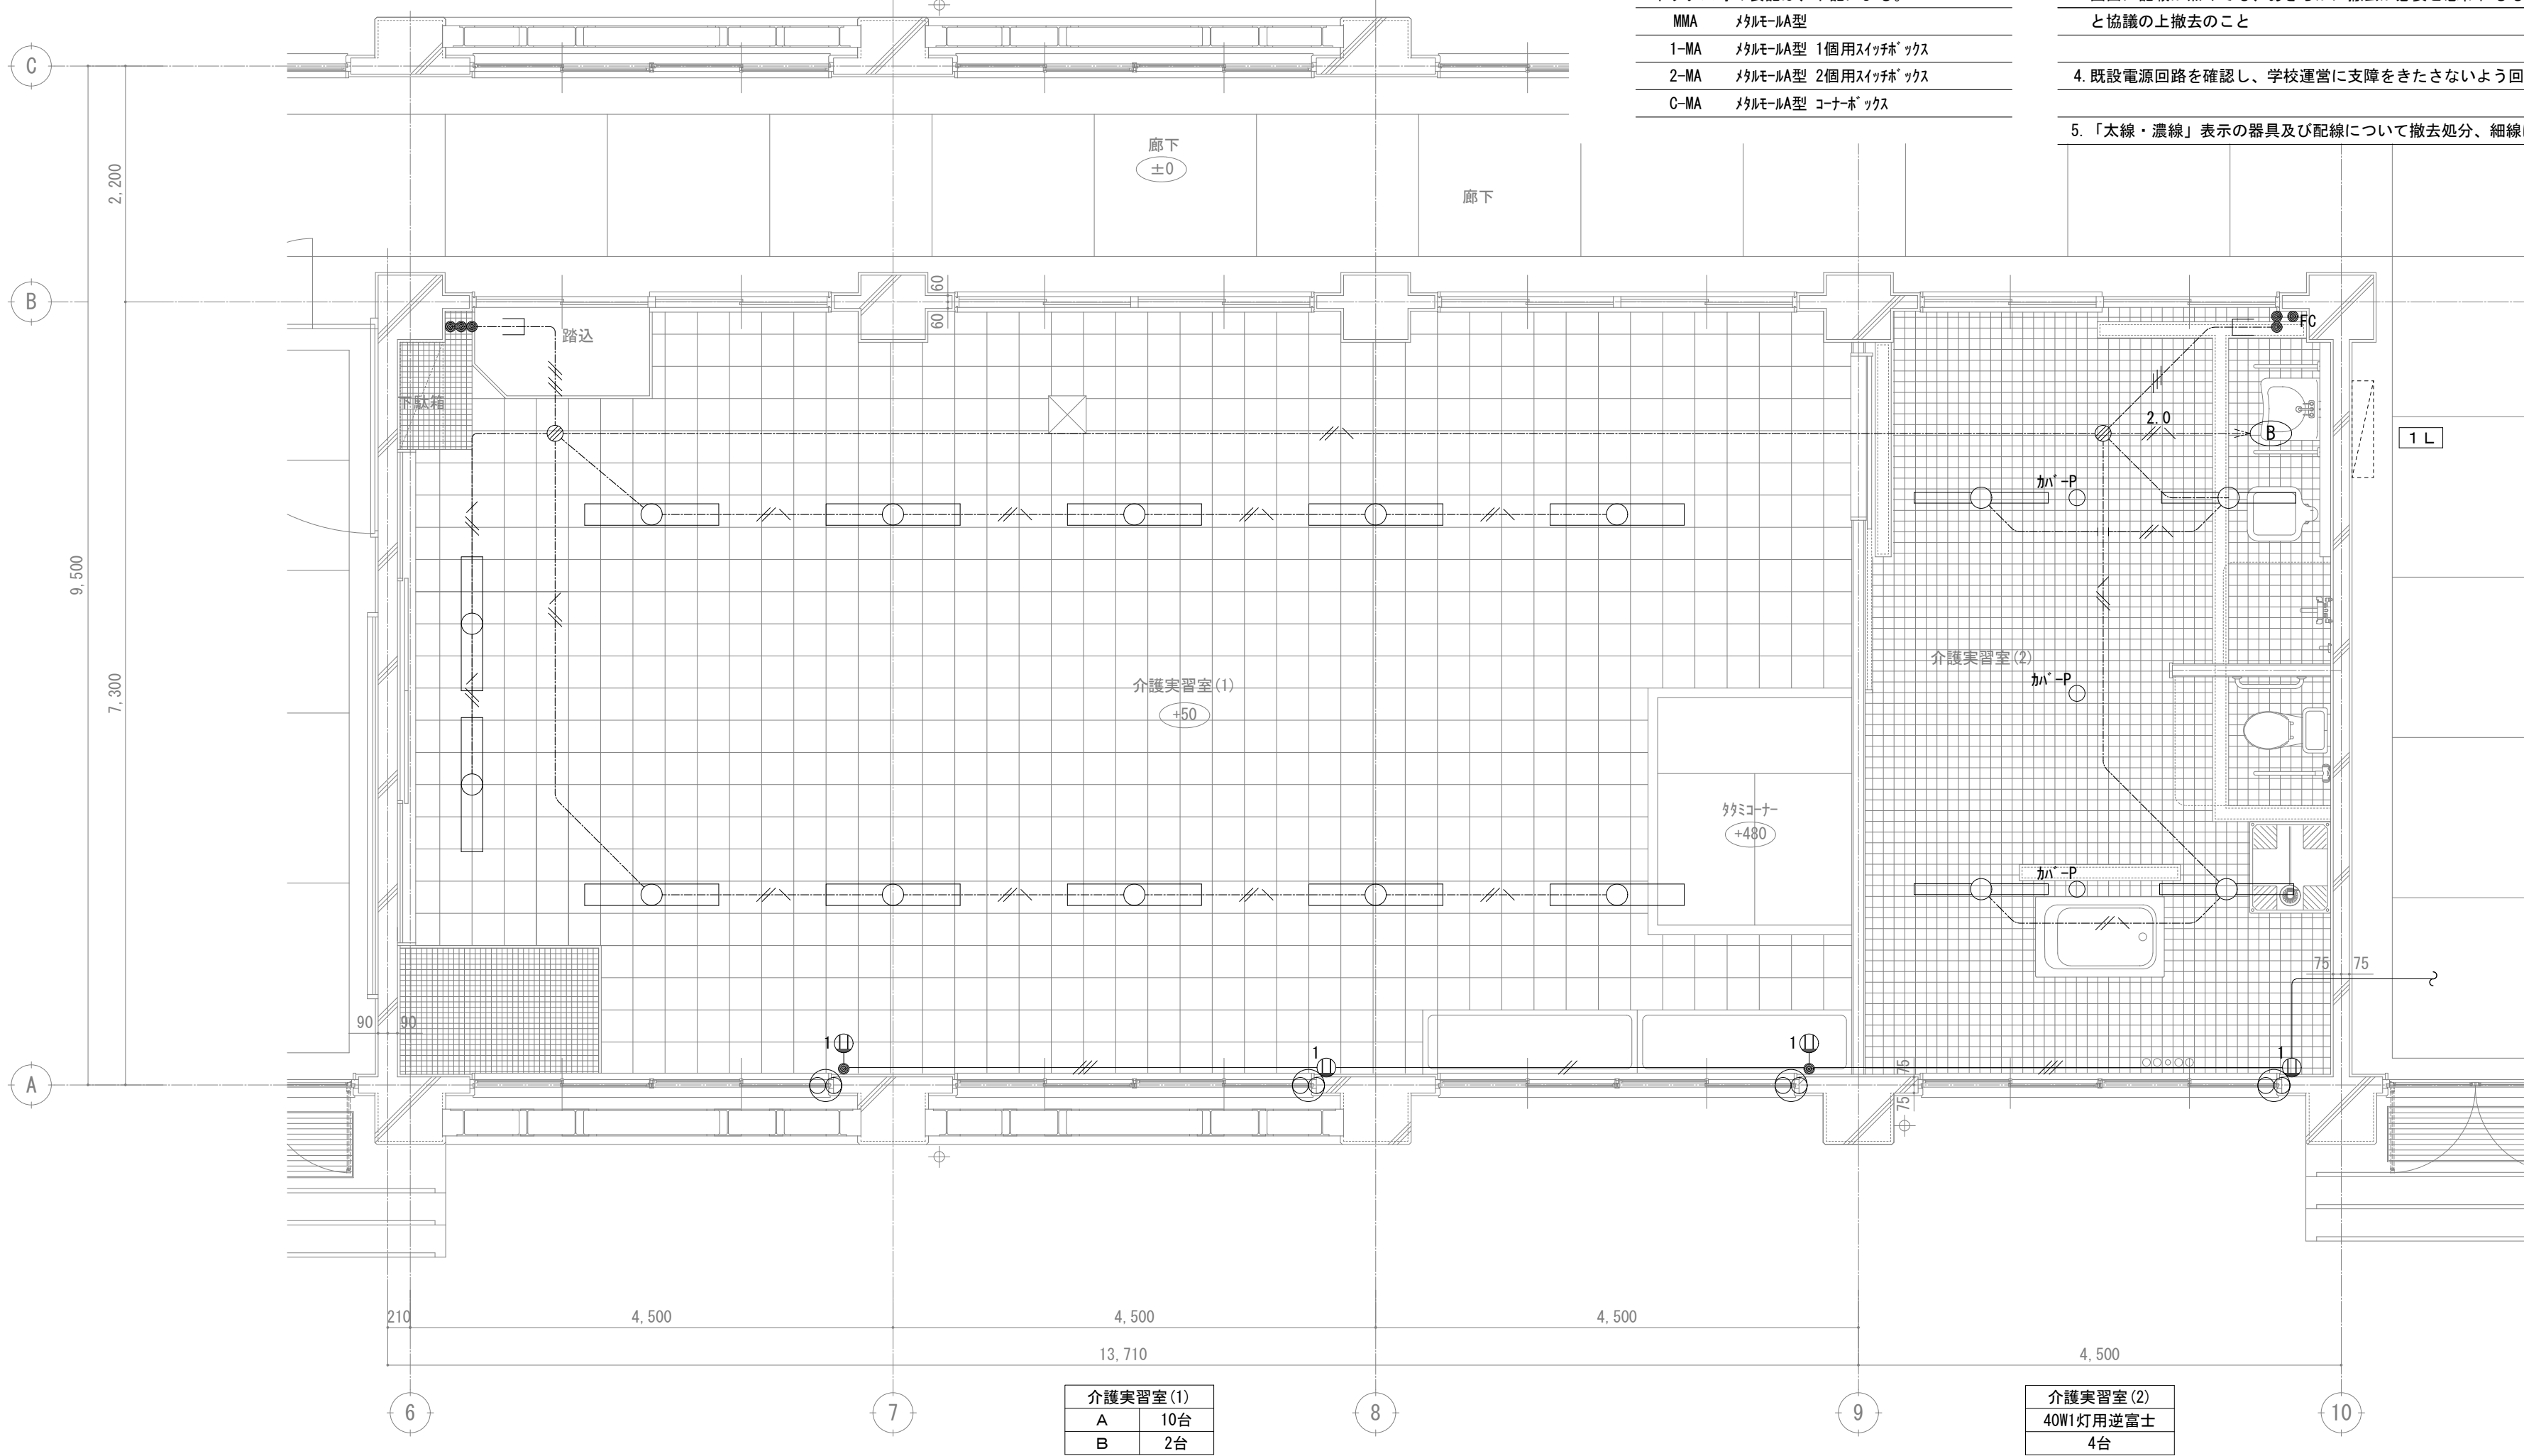 MMA メタルモールA型
1-MA メタルモールA型 1個用スイッチボックス
2-MA メタルモールA型 2個用スイッチボックス
C-MA メタルモールA型 コーナーボックス
と協議の上撤去のこと
4. 既設電源回路を確認し、学校運営に支障をきたさないよう回
5. 「太線・濃線」表示の器具及び配線について撤去処分、細線
C
B
A
2,200
9,500
7,300
廊下
±0
廊下
60
60
踏込
下駄箱
FC
2.0
B
1 L
カバーP
カバーP
カバーP
介護実習室(1)
+50
介護実習室(2)
タタミコーナー
+480
75
75
90
90
1
1
1
1
75
75
210
4,500
4,500
4,500
13,710
4,500
6
7
8
9
10
介護実習室(1)
A 10台
B 2台
介護実習室(2)
40W1灯用逆富士
4台